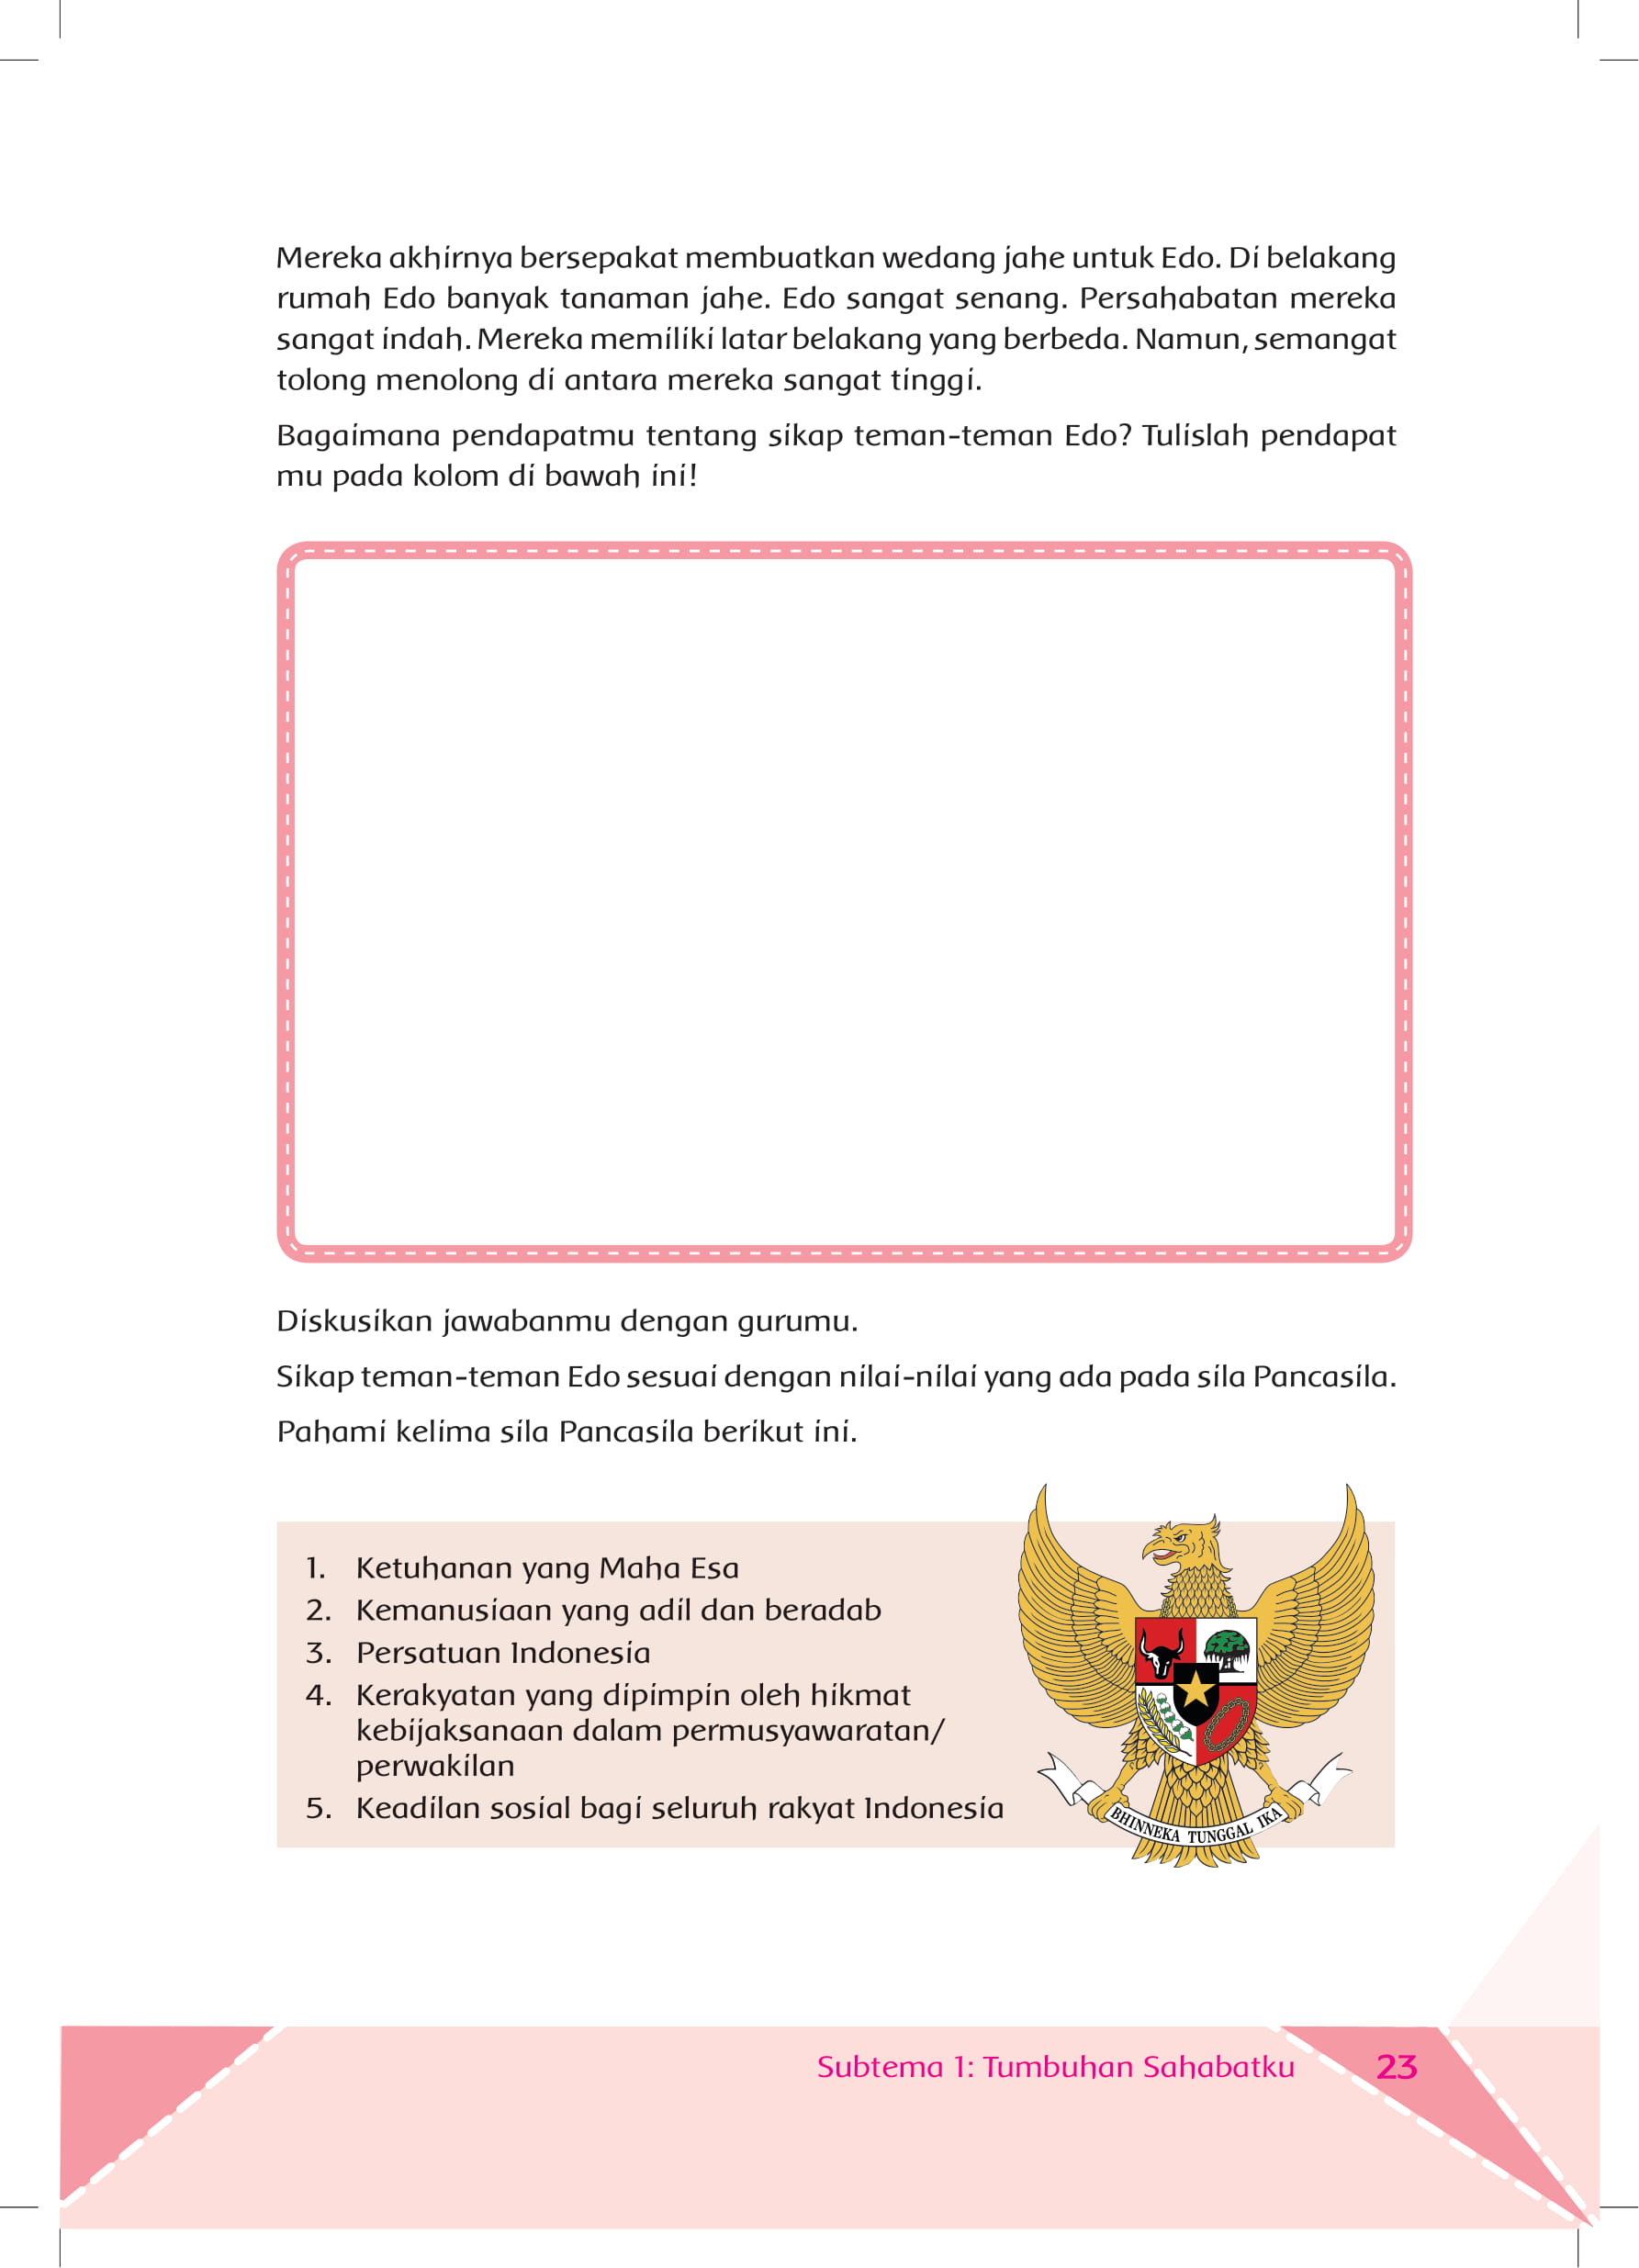 Mereka akhirnya bersepakat membuatkan wedang jahe untuk Edo. Di belakang
rumah Edo banyak tanaman jahe. Edo sangat senang. Persahabatan mereka
sangat indah. Mereka memiliki latar belakang yang berbeda. Namun, semangat
tolong menolong di antara mereka sangat tinggi.
Bagaimana pendapatmu tentang sikap teman-teman Edo? Tulislah pendapat
mu pada kolom di bawah ini!
Diskusikan jawabanmu dengan gurumu.
Sikap teman-teman Edo sesuai dengan nilai-nilai yang ada pada sila Pancasila.
Pahami kelima sila Pancasila berikut ini.
1. Ketuhanan yang Maha Esa
2. Kemanusiaan yang adil dan beradab
3. Persatuan Indonesia
4. Kerakyatan yang dipimpin oleh hikmat
kebijaksanaan dalam permusyawaratan/
perwakilan
5. Keadilan sosial bagi seluruh rakyat Indonesia
BHINNEKA TUNGGAL IKA
Subtema 1: Tumbuhan Sahabatku 23